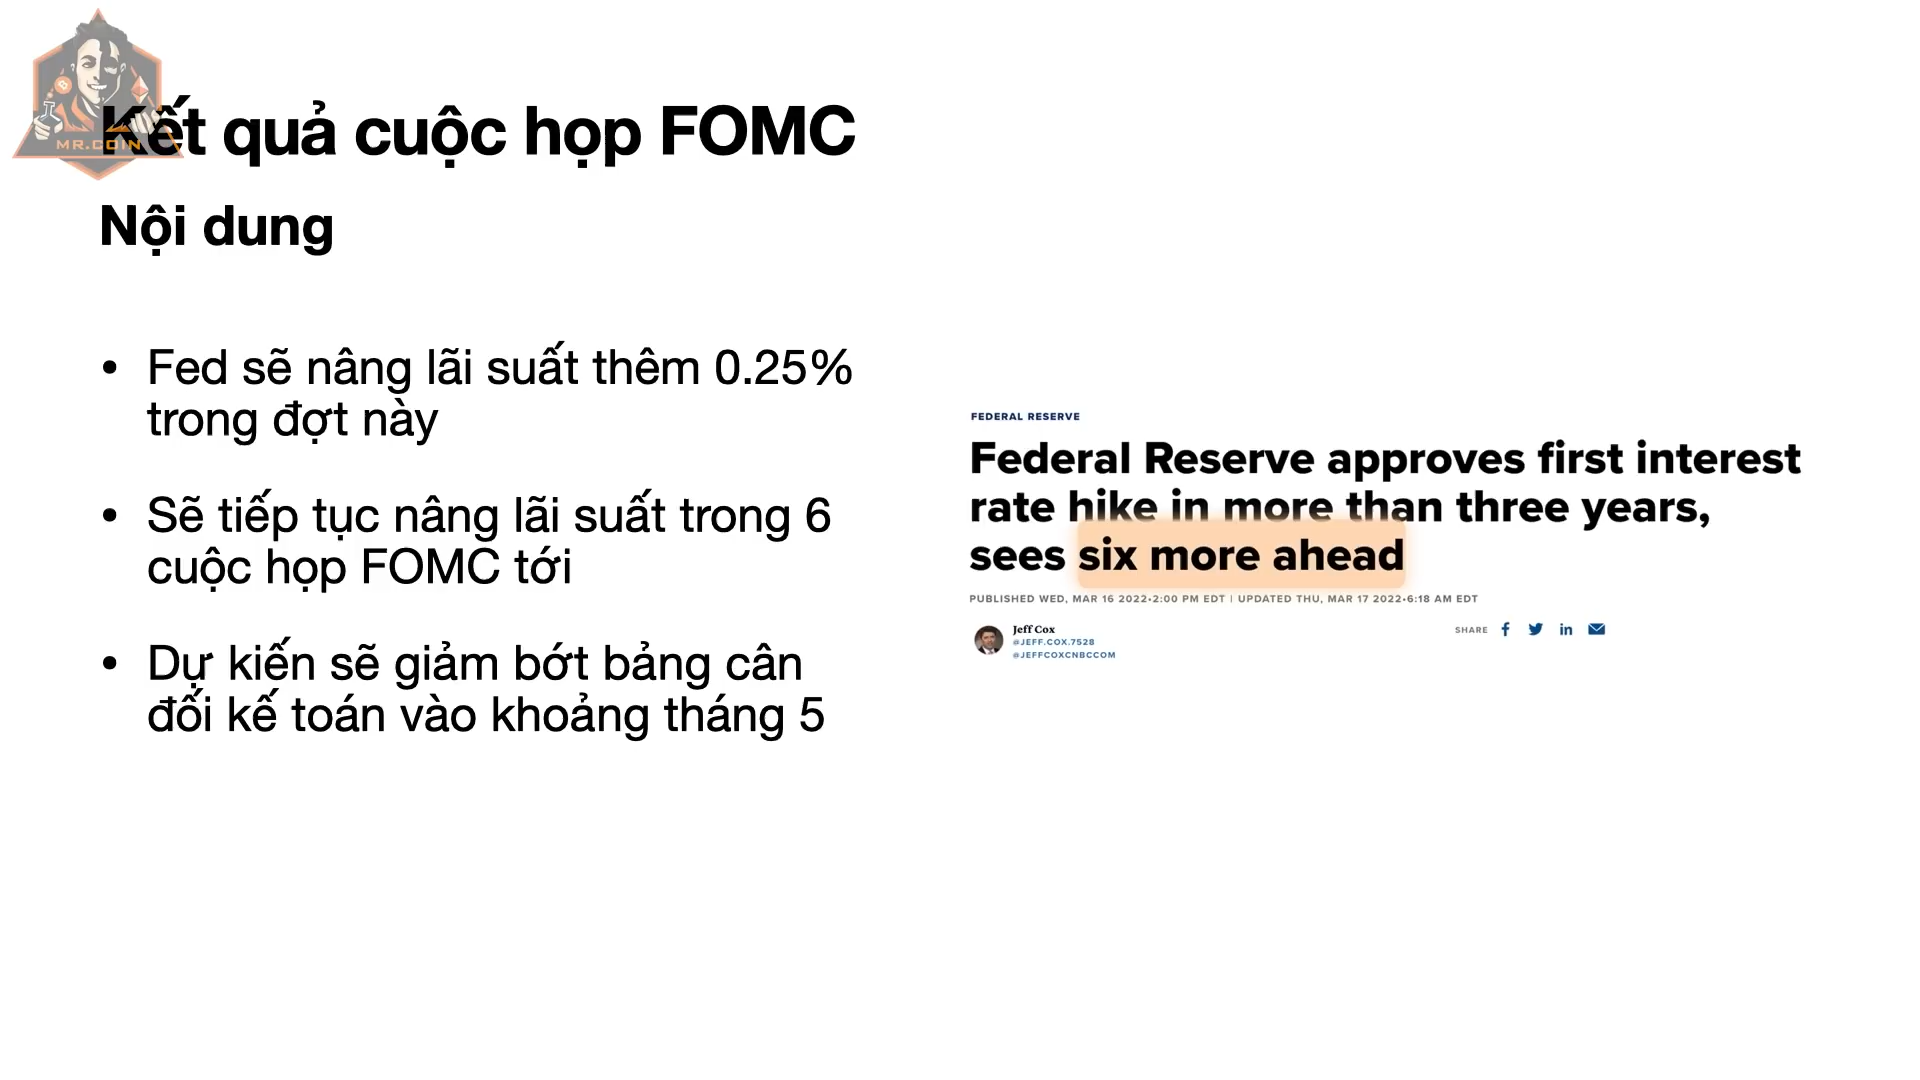 MR.COIN
Kết quả cuộc họp FOMC
Nội dung
• Fed sẽ nâng lãi suất thêm 0.25%
trong đợt này
• Sẽ tiếp tục nâng lãi suất trong 6
cuộc họp FOMC tới
• Dự kiến sẽ giảm bớt bảng cân
đối kế toán vào khoảng tháng 5
FEDERAL RESERVE
Federal Reserve approves first interest
rate hike in more than three years,
sees six more ahead
PUBLISHED WED, MAR 16 2022•2:00 PM EDT | UPDATED THU, MAR 17 2022•6:18 AM EDT
Jeff Cox
@JEFF.COX.7528
@JEFFCOXCNBCCOM
SHARE